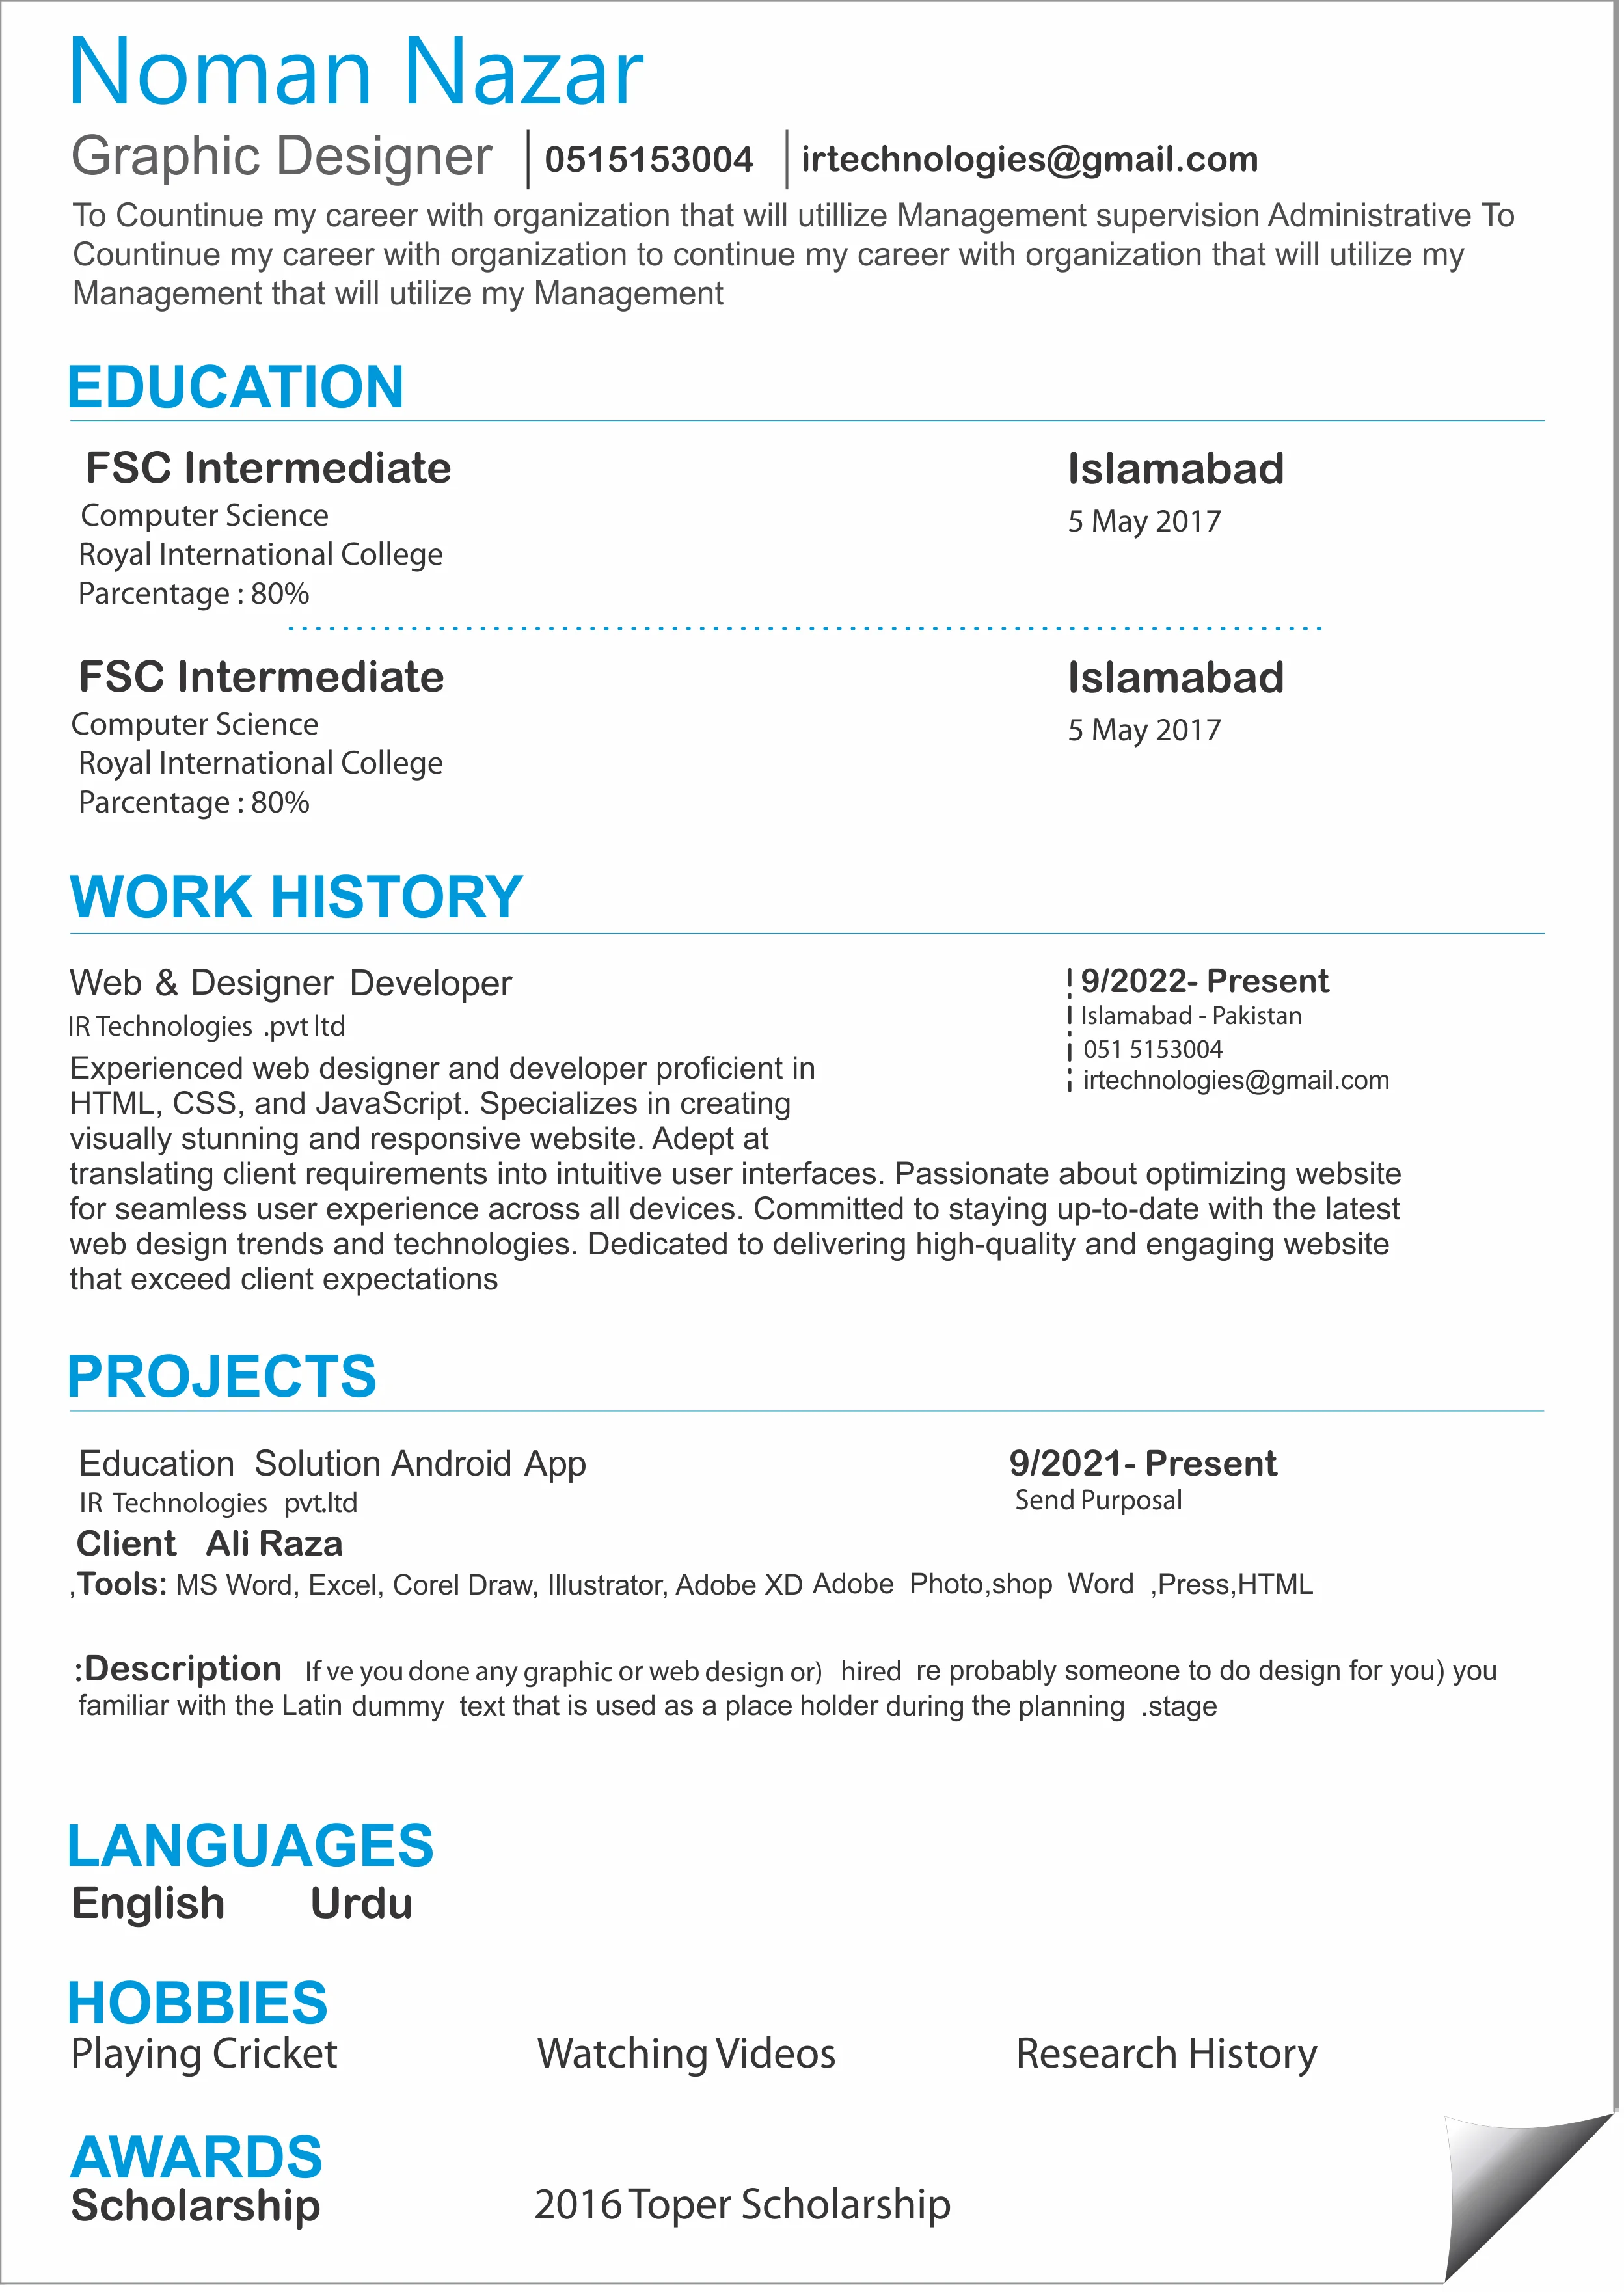 Noman Nazar
Graphic Designer 0515153004 irtechnologies@gmail.com
To Countinue my career with organization that will utillize Management supervision Administrative To
Countinue my career with organization to continue my career with organization that will utilize my
Management that will utilize my Management
EDUCATION
FSC Intermediate Islamabad
Computer Science 5 May 2017
Royal International College
Parcentage : 80%
FSC Intermediate Islamabad
Computer Science 5 May 2017
Royal International College
Parcentage : 80%
WORK HISTORY
Web & Designer Developer 9/2022- Present
IR Technologies .pvt ltd Islamabad - Pakistan
051 5153004
Experienced web designer and developer proficient in irtechnologies@gmail.com
HTML, CSS, and JavaScript. Specializes in creating
visually stunning and responsive website. Adept at
translating client requirements into intuitive user interfaces. Passionate about optimizing website
for seamless user experience across all devices. Committed to staying up-to-date with the latest
web design trends and technologies. Dedicated to delivering high-quality and engaging website
that exceed client expectations
PROJECTS
Education Solution Android App 9/2021- Present
IR Technologies pvt.ltd Send Purposal
Client Ali Raza
,Tools: MS Word, Excel, Corel Draw, Illustrator, Adobe XD Adobe Photo,shop Word ,Press,HTML
:Description If ve you done any graphic or web design or) hired re probably someone to do design for you) you
familiar with the Latin dummy text that is used as a place holder during the planning .stage
LANGUAGES
English Urdu
HOBBIES
Playing Cricket Watching Videos Research History
AWARDS
Scholarship 2016 Toper Scholarship